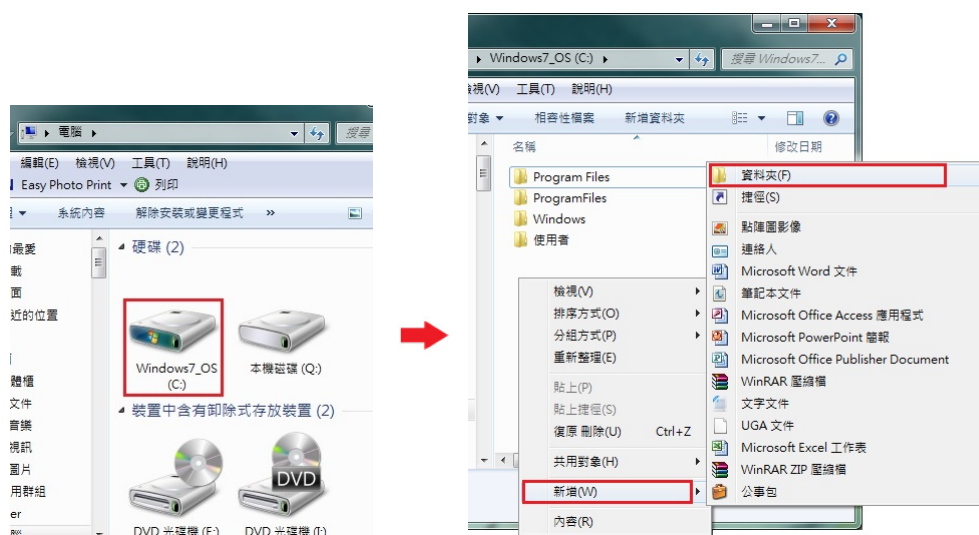 電腦
搜尋
編輯(E) 檢視(V) 工具(T) 說明(H)
Easy Photo Print 列印
系統內容 解除安裝或變更程式 »
最愛
載
面
近的位置
體櫃
文件
音樂
視訊
圖片
用群組
er
硬碟 (2)
Windows7_OS
(C:)
本機磁碟 (Q:)
裝置中含有卸除式存放裝置 (2)
DVD
DVD 光碟機 (E:) DVD 光碟機 (I:)
Windows7_OS (C:)
搜尋 Windows7...
檢視(V) 工具(T) 說明(H)
對象 相容性檔案 新增資料夾
名稱 修改日期
Program Files
ProgramFiles
Windows
使用者
檢視(V)
排序方式(O)
分組方式(P)
重新整理(E)
貼上(P)
貼上捷徑(S)
復原 刪除(U) Ctrl+Z
共用對象(H)
新增(W)
內容(R)
資料夾(F)
捷徑(S)
點陣圖影像
連絡人
Microsoft Word 文件
筆記本文件
Microsoft Office Access 應用程式
Microsoft PowerPoint 簡報
Microsoft Office Publisher Document
WinRAR 壓縮檔
文字文件
UGA 文件
Microsoft Excel 工作表
WinRAR ZIP 壓縮檔
公事包